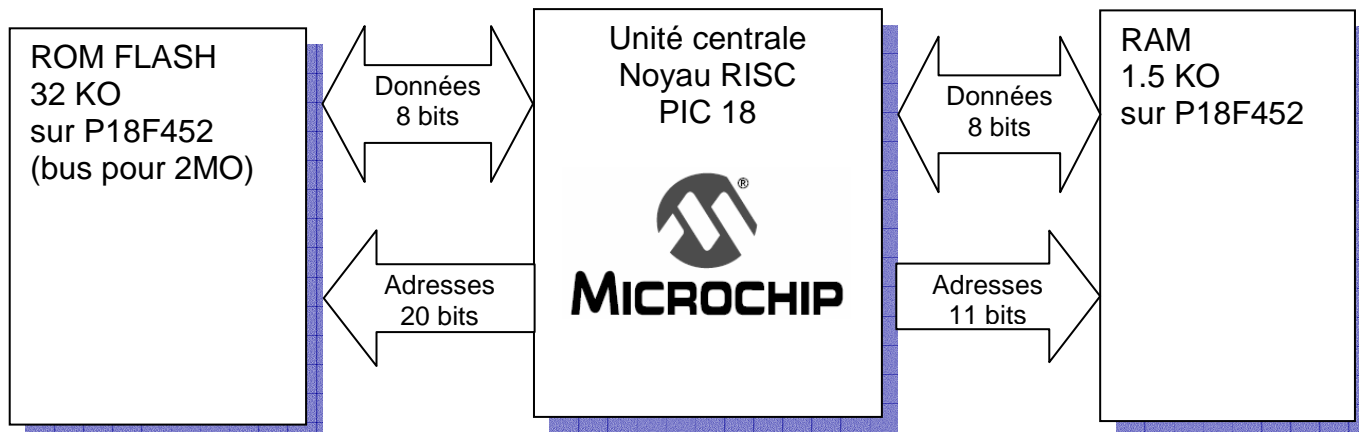 ROM FLASH
32 KO
sur P18F452
(bus pour 2MO)
Données
8 bits
Adresses
20 bits
Unité centrale
Noyau RISC
PIC 18
®
MICROCHIP
Données
8 bits
Adresses
11 bits
RAM
1.5 KO
sur P18F452